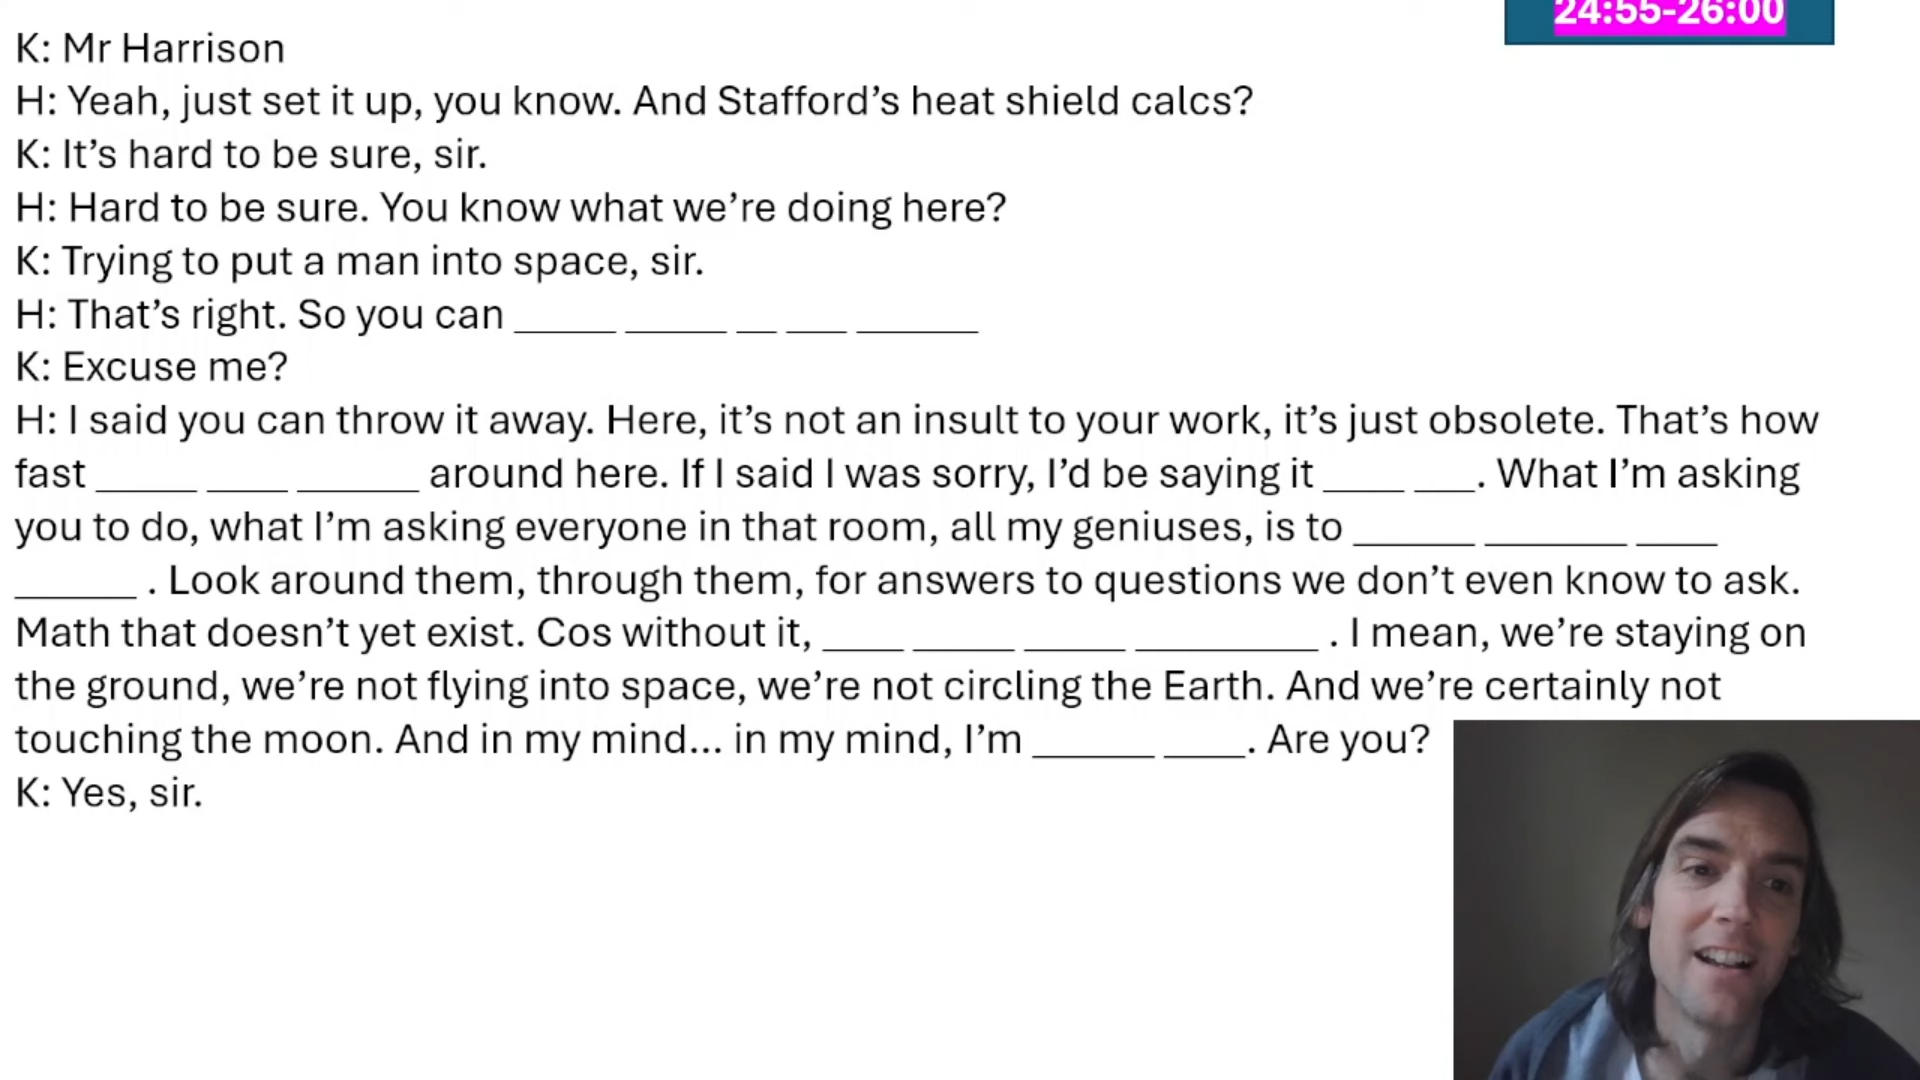 24:55-26:00
K: Mr Harrison
H: Yeah, just set it up, you know. And Stafford’s heat shield calcs?
K: It’s hard to be sure, sir.
H: Hard to be sure. You know what we’re doing here?
K: Trying to put a man into space, sir.
H: That’s right. So you can _____ _____ __ ___ ______
K: Excuse me?
H: I said you can throw it away. Here, it’s not an insult to your work, it’s just obsolete. That’s how
fast _____ ____ ______ around here. If I said I was sorry, I’d be saying it ____ ___. What I’m asking
you to do, what I’m asking everyone in that room, all my geniuses, is to ______ _______ ____
______ . Look around them, through them, for answers to questions we don’t even know to ask.
Math that doesn’t yet exist. Cos without it, ____ _____ _____ _________ . I mean, we’re staying on
the ground, we’re not flying into space, we’re not circling the Earth. And we’re certainly not
touching the moon. And in my mind... in my mind, I’m ______ ____. Are you?
K: Yes, sir.